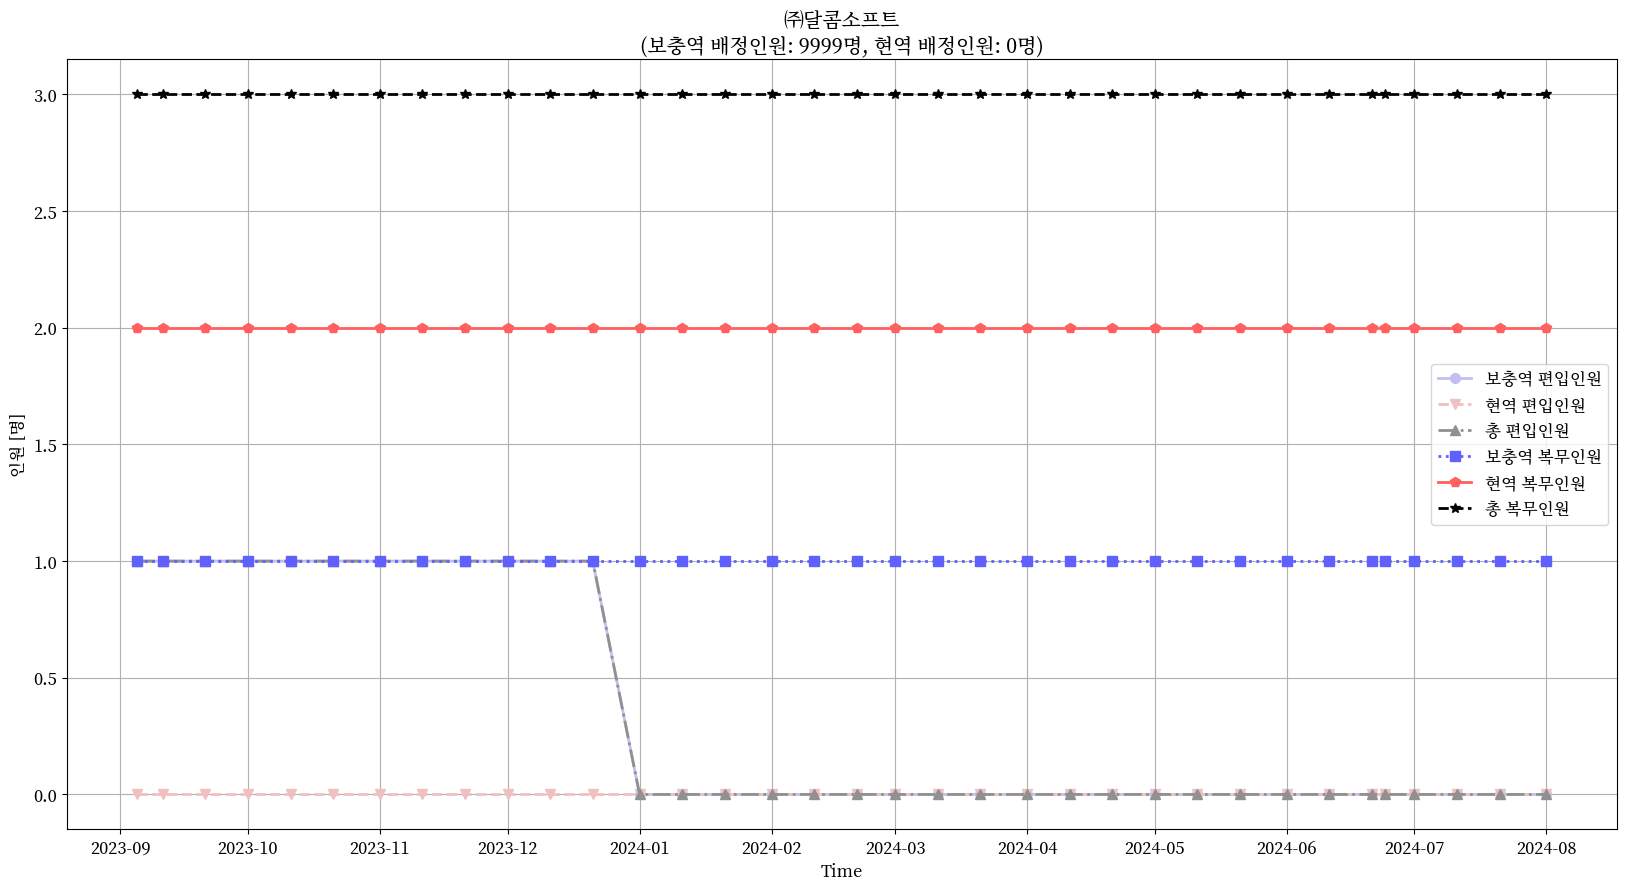 ㈜달콤소프트
(보충역 배정인원: 9999명, 현역 배정인원: 0명)
3.0
2.5
2.0
1.5
1.0
0.5
0.0
인원 [명]
보충역 편입인원
현역 편입인원
총 편입인원
보충역 복무인원
현역 복무인원
총 복무인원
2023-09 2023-10 2023-11 2023-12 2024-01 2024-02 2024-03 2024-04 2024-05 2024-06 2024-07 2024-08
Time